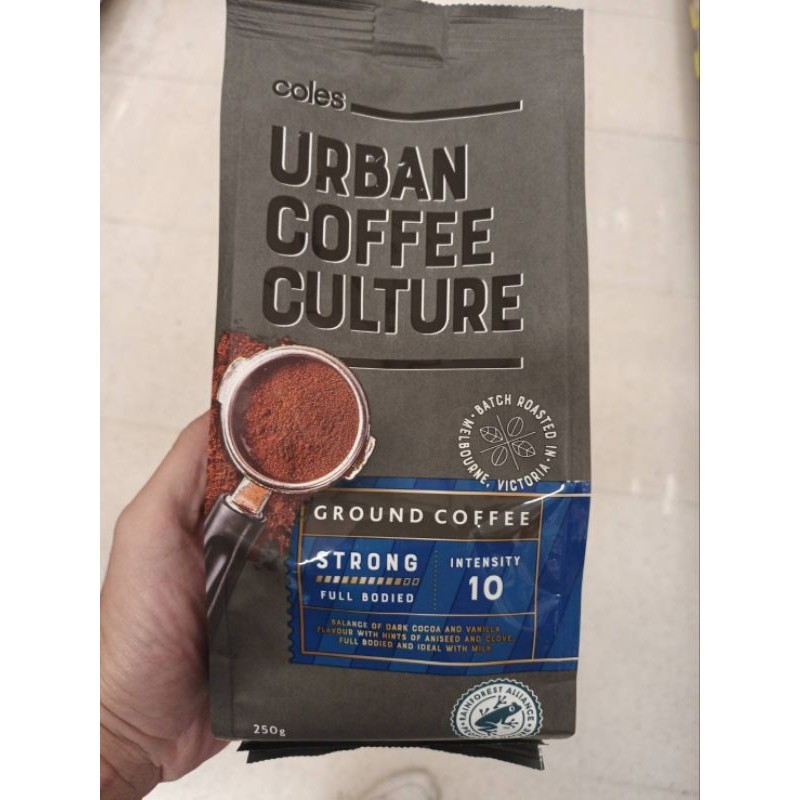 coles
URBAN
COFFEE
CULTURE
BATCH ROASTED IN
MELBOURNE, VICTORIA
GROUND COFFEE
STRONG
FULL BODIED
INTENSITY
10
BALANCE OF DARK COCOA AND VANILLA
FLAVOUR WITH HINTS OF ANISEED AND CLOVE
FULL BODIED AND IDEAL WITH MILK
RAINFOREST ALLIANCE
250g